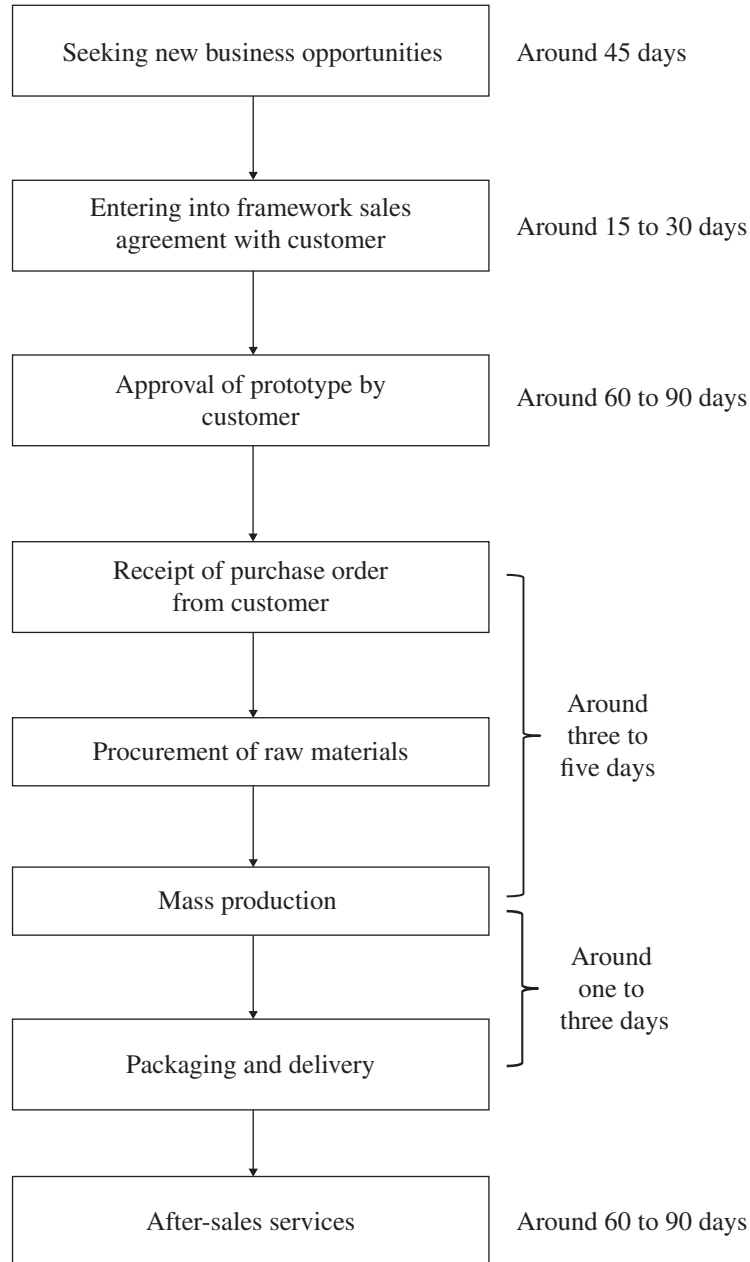 Seeking new business opportunities
Around 45 days
Entering into framework sales
agreement with customer
Around 15 to 30 days
Approval of prototype by
customer
Around 60 to 90 days
Receipt of purchase order
from customer
Procurement of raw materials
Around
three to
five days
Mass production
Around
one to
three days
Packaging and delivery
After-sales services
Around 60 to 90 days